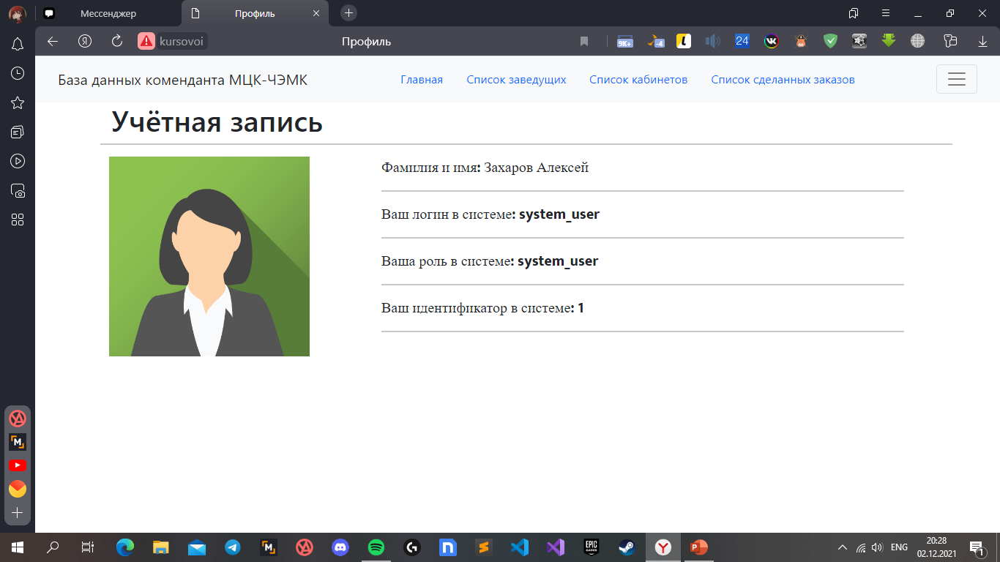 Мессенджер
Профиль
kursovoi
Профиль
9K+
-4
24
База данных коменданта МЦК-ЧЭМК
Главная
Список заведущих
Список кабинетов
Список сделанных заказов
Учётная запись
Фамилия и имя: Захаров Алексей
Ваш логин в системе: system_user
Ваша роль в системе: system_user
Ваш идентификатор в системе: 1
ENG
20:28
02.12.2021
1